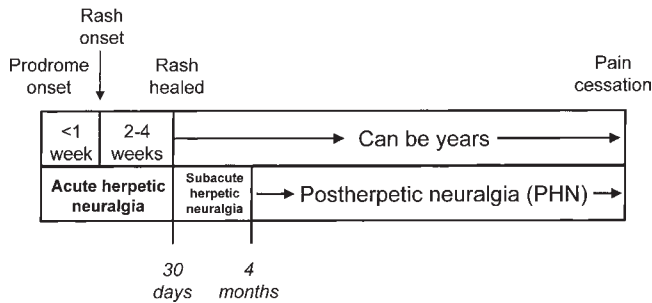 Rash
onset
Prodrome
onset
Rash
healed
Pain
cessation
<1
week
2-4
weeks
Can be years
Acute herpetic
neuralgia
Subacute
herpetic
neuralgia
Postherpetic neuralgia (PHN)
30
days
4
months